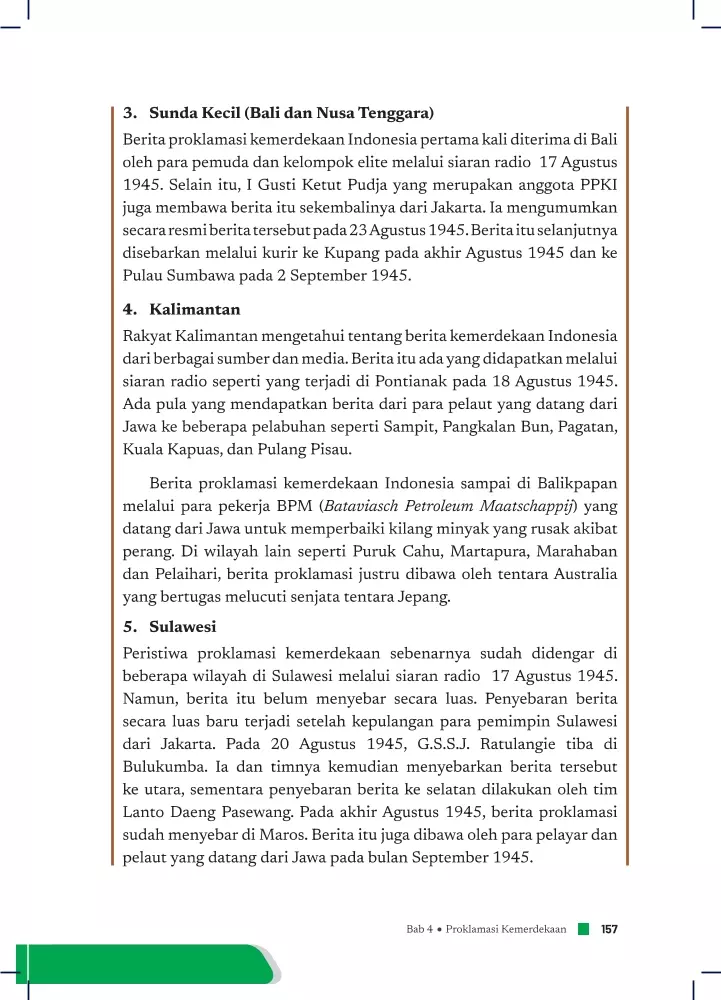 3. Sunda Kecil (Bali dan Nusa Tenggara)
Berita proklamasi kemerdekaan Indonesia pertama kali diterima di Bali
oleh para pemuda dan kelompok elite melalui siaran radio 17 Agustus
1945. Selain itu, I Gusti Ketut Pudja yang merupakan anggota PPKI
juga membawa berita itu sekembalinya dari Jakarta. Ia mengumumkan
secara resmi berita tersebut pada 23 Agustus 1945. Berita itu selanjutnya
disebarkan melalui kurir ke Kupang pada akhir Agustus 1945 dan ke
Pulau Sumbawa pada 2 September 1945.
4. Kalimantan
Rakyat Kalimantan mengetahui tentang berita kemerdekaan Indonesia
dari berbagai sumber dan media. Berita itu ada yang didapatkan melalui
siaran radio seperti yang terjadi di Pontianak pada 18 Agustus 1945.
Ada pula yang mendapatkan berita dari para pelaut yang datang dari
Jawa ke beberapa pelabuhan seperti Sampit, Pangkalan Bun, Pagatan,
Kuala Kapuas, dan Pulang Pisau.
Berita proklamasi kemerdekaan Indonesia sampai di Balikpapan
melalui para pekerja BPM (Bataviasch Petroleum Maatschappij) yang
datang dari Jawa untuk memperbaiki kilang minyak yang rusak akibat
perang. Di wilayah lain seperti Puruk Cahu, Martapura, Marahaban
dan Pelaihari, berita proklamasi justru dibawa oleh tentara Australia
yang bertugas melucuti senjata tentara Jepang.
5. Sulawesi
Peristiwa proklamasi kemerdekaan sebenarnya sudah didengar di
beberapa wilayah di Sulawesi melalui siaran radio 17 Agustus 1945.
Namun, berita itu belum menyebar secara luas. Penyebaran berita
secara luas baru terjadi setelah kepulangan para pemimpin Sulawesi
dari Jakarta. Pada 20 Agustus 1945, G.S.S.J. Ratulangie tiba di
Bulukumba. Ia dan timnya kemudian menyebarkan berita tersebut
ke utara, sementara penyebaran berita ke selatan dilakukan oleh tim
Lanto Daeng Pasewang. Pada akhir Agustus 1945, berita proklamasi
sudah menyebar di Maros. Berita itu juga dibawa oleh para pelayar dan
pelaut yang datang dari Jawa pada bulan September 1945.
Bab 4 • Proklamasi Kemerdekaan 157